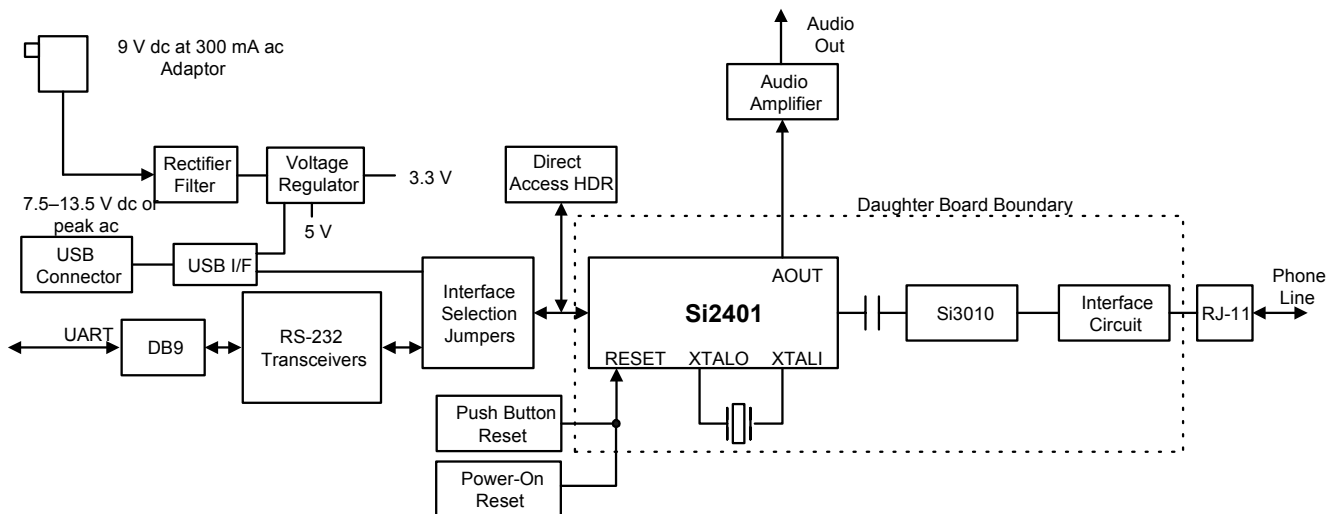 9 V dc at 300 mA ac
Adaptor
Audio
Out
Audio
Amplifier
Rectifier
Filter
Voltage
Regulator
3.3 V
Direct
Access HDR
7.5–13.5 V dc or
peak ac
5 V
Daughter Board Boundary
USB
Connector
USB I/F
Interface
Selection
Jumpers
AOUT
Si2401
RESET
XTALO
XTALI
Si3010
Interface
Circuit
RJ-11
Phone
Line
UART
DB9
RS-232
Transceivers
Push Button
Reset
Power-On
Reset